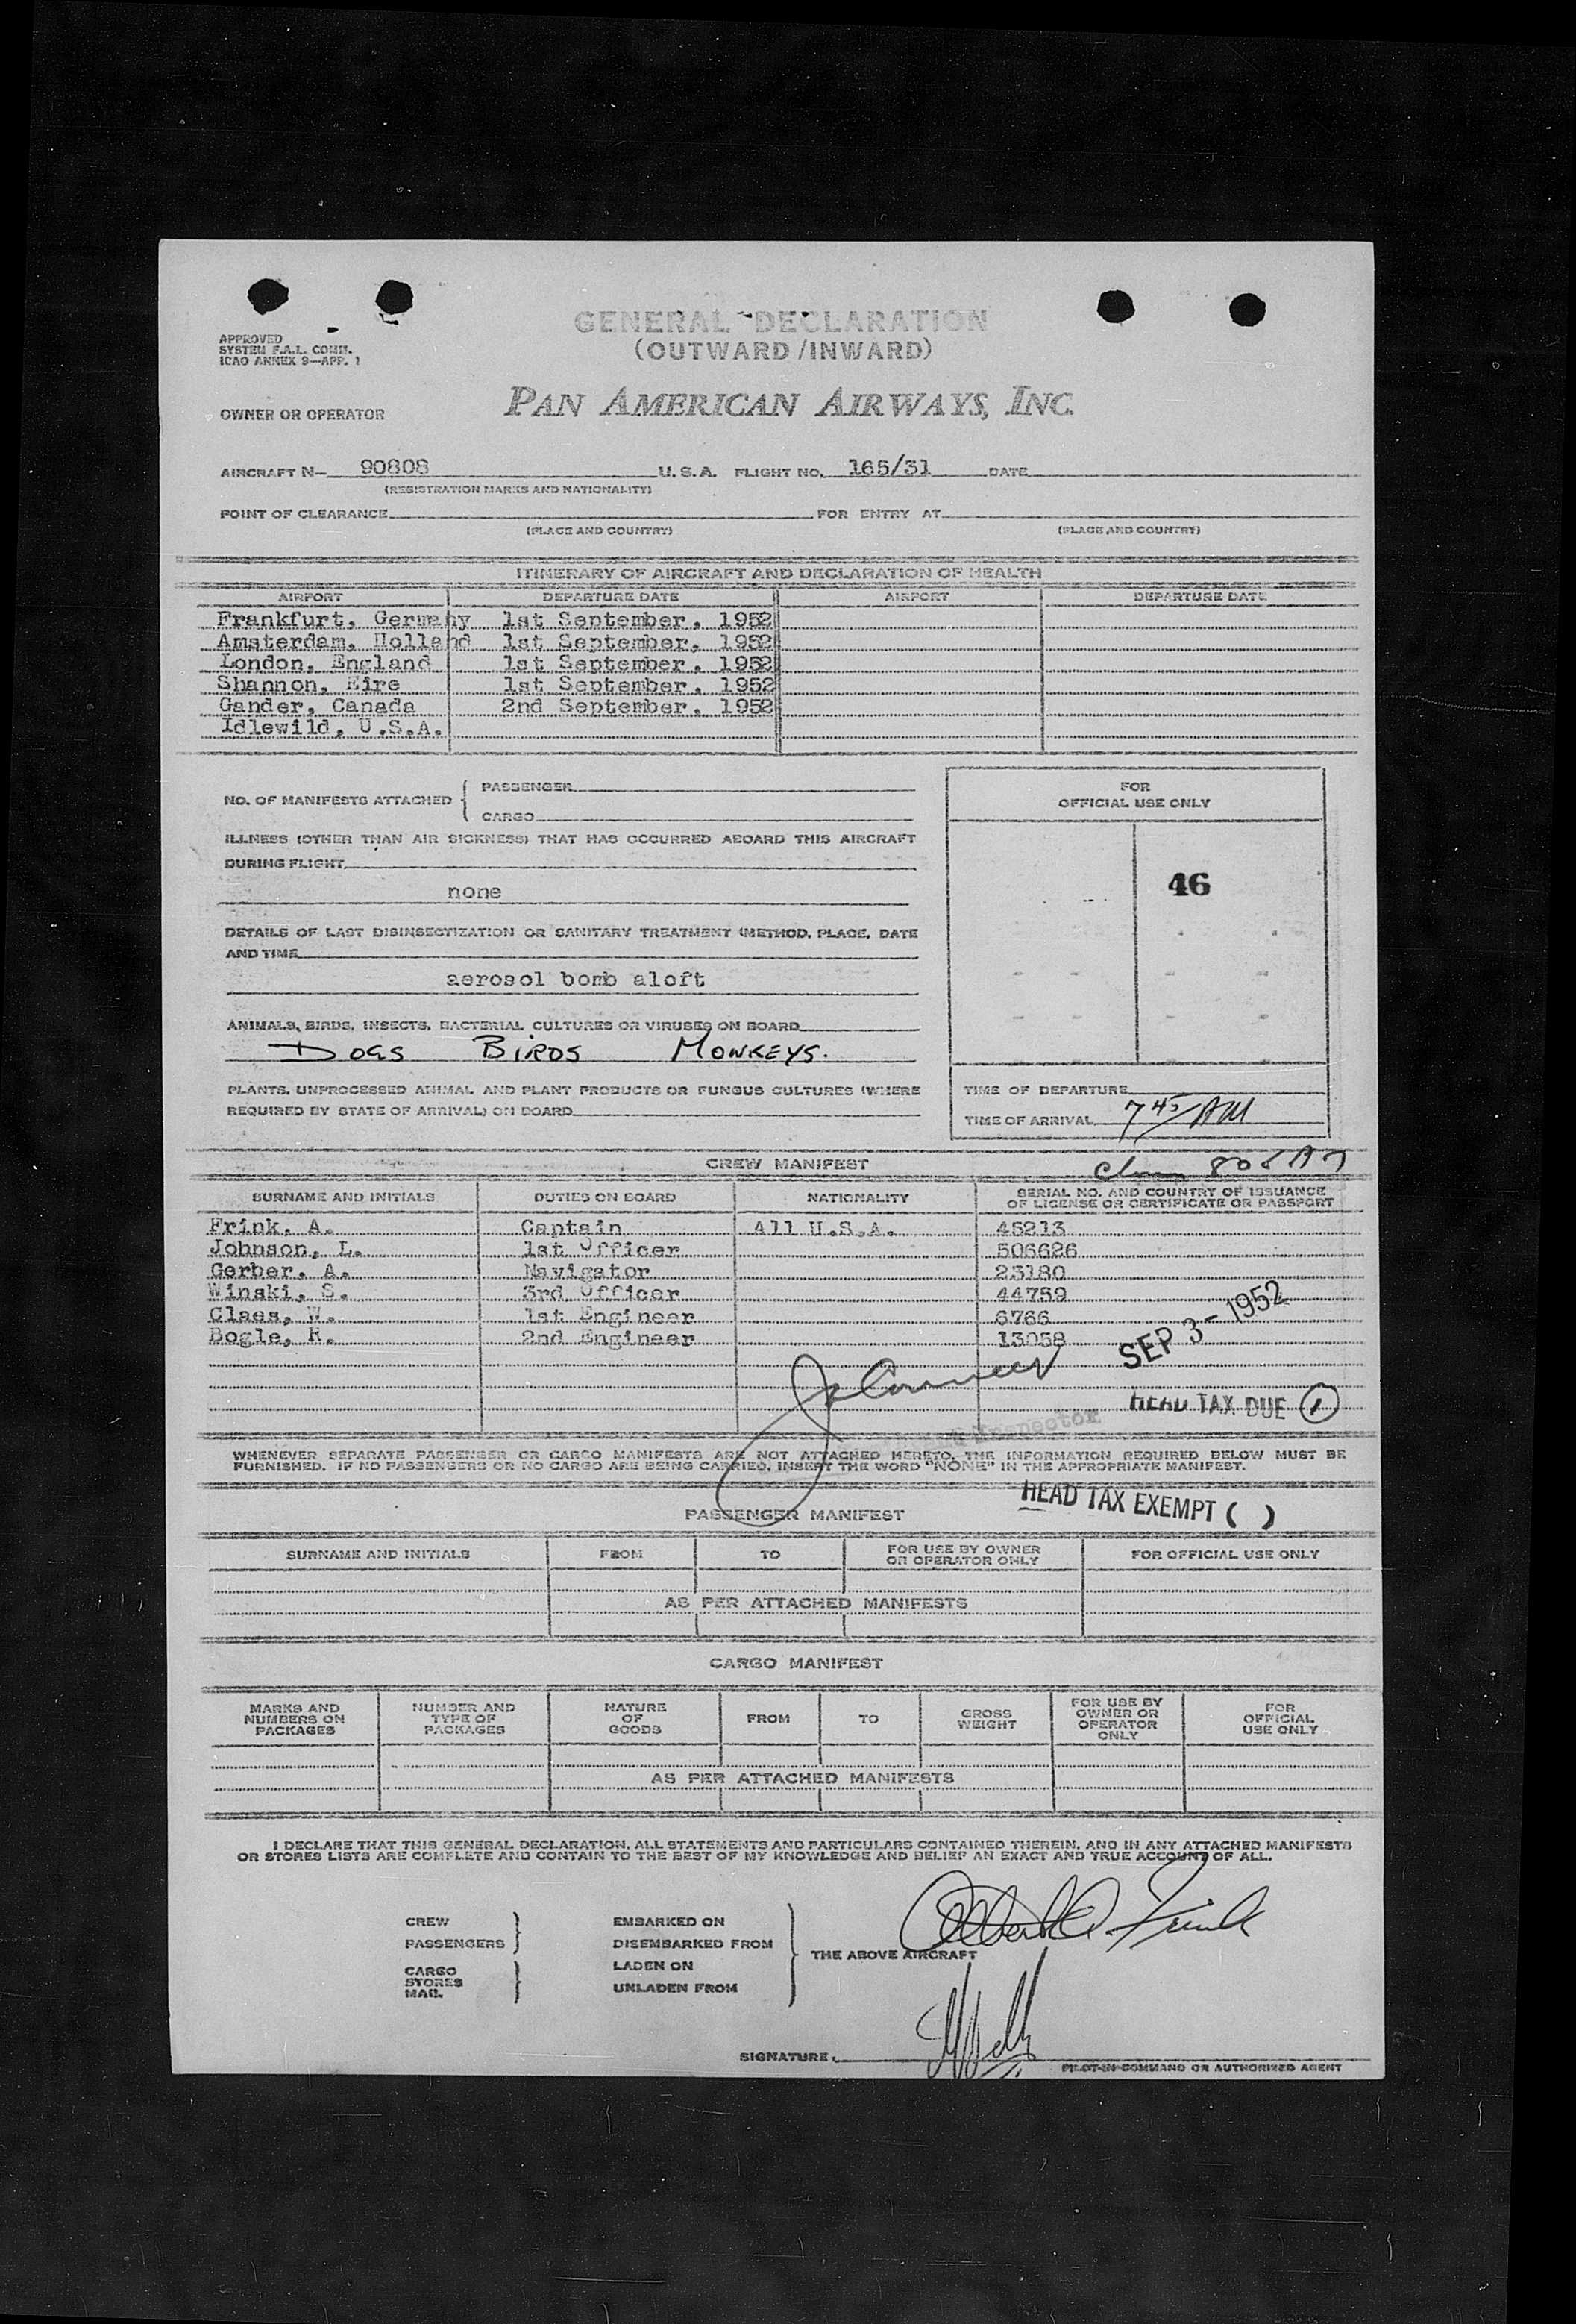 GENERAL DECLARATION
(OUTWARD/INWARD)
APPROVED
SYSTEM F.A.L. COMM.
ICAO ANNEX 9—APP. 1
OWNER OR OPERATOR PAN AMERICAN AIRWAYS, INC.
AIRCRAFT N— 90808 U.S.A. FLIGHT NO. 165/31 DATE
(REGISTRATION MARKS AND NATIONALITY)
POINT OF CLEARANCE FOR ENTRY AT
(PLACE AND COUNTRY) (PLACE AND COUNTRY)
ITINERARY OF AIRCRAFT AND DECLARATION OF HEALTH
AIRPORT DEPARTURE DATE AIRPORT DEPARTURE DATE
Frankfurt, Germany 1st September, 1952
Amsterdam, Holland 1st September, 1952
London, England 1st September, 1952
Shannon, Eire 1st September, 1952
Gander, Canada 2nd September, 1952
Idlewild, U.S.A.
NO. OF MANIFESTS ATTACHED { PASSENGER
CARGO
FOR
OFFICIAL USE ONLY
ILLNESS (OTHER THAN AIR SICKNESS) THAT HAS OCCURRED ABOARD THIS AIRCRAFT
DURING FLIGHT
none
46
DETAILS OF LAST DISINSECTIZATION OR SANITARY TREATMENT (METHOD, PLACE, DATE
AND TIME
aerosol bomb aloft
ANIMALS, BIRDS, INSECTS, BACTERIAL CULTURES OR VIRUSES ON BOARD
DOGS BIRDS MONKEYS.
PLANTS, UNPROCESSED ANIMAL AND PLANT PRODUCTS OR FUNGUS CULTURES (WHERE
REQUIRED BY STATE OF ARRIVAL) ON BOARD
TIME OF DEPARTURE
TIME OF ARRIVAL 7 45 AM
CREW MANIFEST
SURNAME AND INITIALS DUTIES ON BOARD NATIONALITY SERIAL NO. AND COUNTRY OF ISSUANCE
OF LICENSE OR CERTIFICATE OR PASSPORT
Frink, A. Captain All U.S.A. 45213
Johnson, L. 1st Officer 506626
Gerber, A. Navigator 23180
Winski, S. 3rd Officer 44759
Claes, W. 1st Engineer 6766
Bogle, R. 2nd Engineer 13058
SEP 3 - 1952
HEAD TAX DUE
Inspector
WHENEVER SEPARATE PASSENGER OR CARGO MANIFESTS ARE NOT ATTACHED HERETO, THE INFORMATION REQUIRED BELOW MUST BE
FURNISHED. IF NO PASSENGERS OR NO CARGO ARE BEING CARRIED, INSERT THE WORD "NONE" IN THE APPROPRIATE MANIFEST.
HEAD TAX EXEMPT ( )
PASSENGER MANIFEST
SURNAME AND INITIALS FROM TO FOR USE BY OWNER
OR OPERATOR ONLY FOR OFFICIAL USE ONLY
AS PER ATTACHED MANIFESTS
CARGO MANIFEST
MARKS AND
NUMBERS ON
PACKAGES
NUMBER AND
TYPE OF
PACKAGES
NATURE
OF
GOODS
FROM
TO
GROSS
WEIGHT
FOR USE BY
OWNER OR
OPERATOR
ONLY
FOR
OFFICIAL
USE ONLY
AS PER ATTACHED MANIFESTS
I DECLARE THAT THIS GENERAL DECLARATION, ALL STATEMENTS AND PARTICULARS CONTAINED THEREIN, AND IN ANY ATTACHED MANIFESTS
OR STORES LISTS ARE COMPLETE AND CONTAIN TO THE BEST OF MY KNOWLEDGE AND BELIEF AN EXACT AND TRUE ACCOUNT OF ALL.
Albert A Frink
CREW
PASSENGERS
CARGO
STORES
MAIL
EMBARKED ON
DISEMBARKED FROM
LADEN ON
UNLADEN FROM
THE ABOVE AIRCRAFT
SIGNATURE
PILOT-IN-COMMAND OR AUTHORIZED AGENT